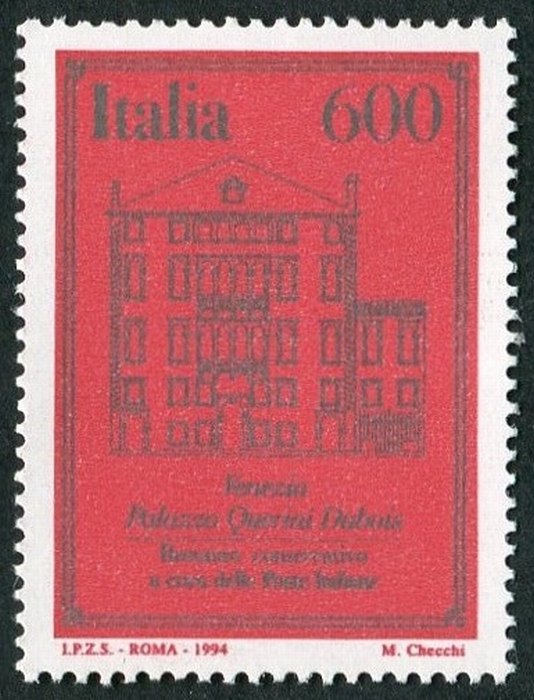 Italia 600
Venezia
Palazzo Querini Dubois
Restauro conservativo
a cura delle Poste Italiane
I.P.Z.S. - ROMA - 1994 M. Checchi